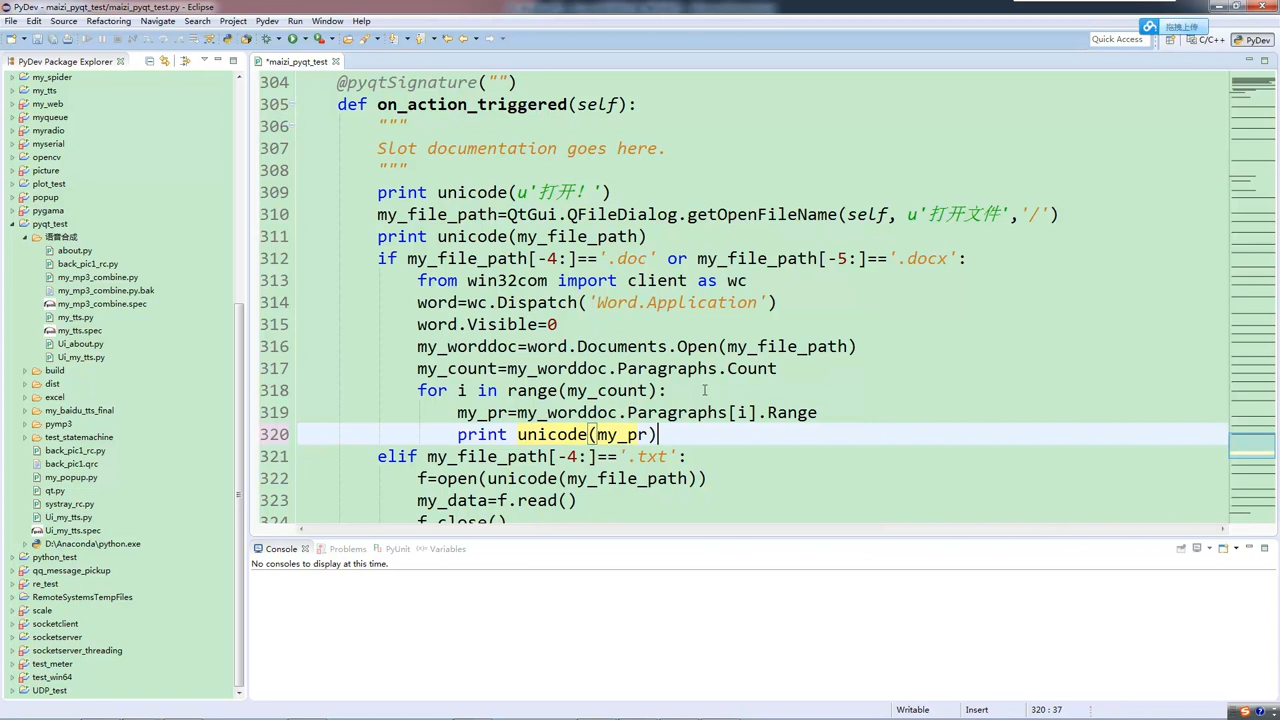 PyDev - maizi_pyqt_test/maizi_pyqt_test.py - Eclipse
File Edit Source Refactoring Navigate Search Project Pydev Run Window Help
拖拽上传
Quick Access
C/C++
PyDev
PyDev Package Explorer
my_spider
my_tts
my_web
myqueue
myradio
myserial
opencv
picture
plot_test
popup
pygama
pyqt_test
语音合成
about.py
back_pic1_rc.py
my_mp3_combine.py
my_mp3_combine.py.bak
my_mp3_combine.spec
my_tts.py
my_tts.spec
Ui_about.py
Ui_my_tts.py
build
dist
excel
my_baidu_tts_final
pymp3
test_statemachine
back_pic1_rc.py
back_pic1.qrc
my_popup.py
qt.py
systray_rc.py
Ui_my_tts.py
Ui_my_tts.spec
D:\Anaconda\python.exe
python_test
qq_message_pickup
re_test
RemoteSystemsTempFiles
scale
socketclient
socketserver
socketserver_threading
test_meter
test_win64
UDP_test
*maizi_pyqt_test
304 @pyqtSignature("")
305 def on_action_triggered(self):
306 """
307 Slot documentation goes here.
308 """
309 print unicode(u'打开! ')
310 my_file_path=QtGui.QFileDialog.getOpenFileName(self, u'打开文件','/')
311 print unicode(my_file_path)
312 if my_file_path[-4:]=='.doc' or my_file_path[-5:]=='.docx':
313 from win32com import client as wc
314 word=wc.Dispatch('Word.Application')
315 word.Visible=0
316 my_worddoc=word.Documents.Open(my_file_path)
317 my_count=my_worddoc.Paragraphs.Count
318 for i in range(my_count):
319 my_pr=my_worddoc.Paragraphs[i].Range
320 print unicode(my_pr)
321 elif my_file_path[-4:]=='.txt':
322 f=open(unicode(my_file_path))
323 my_data=f.read()
324 f.close()
Console Problems PyUnit Variables
No consoles to display at this time.
Writable Insert 320 : 37